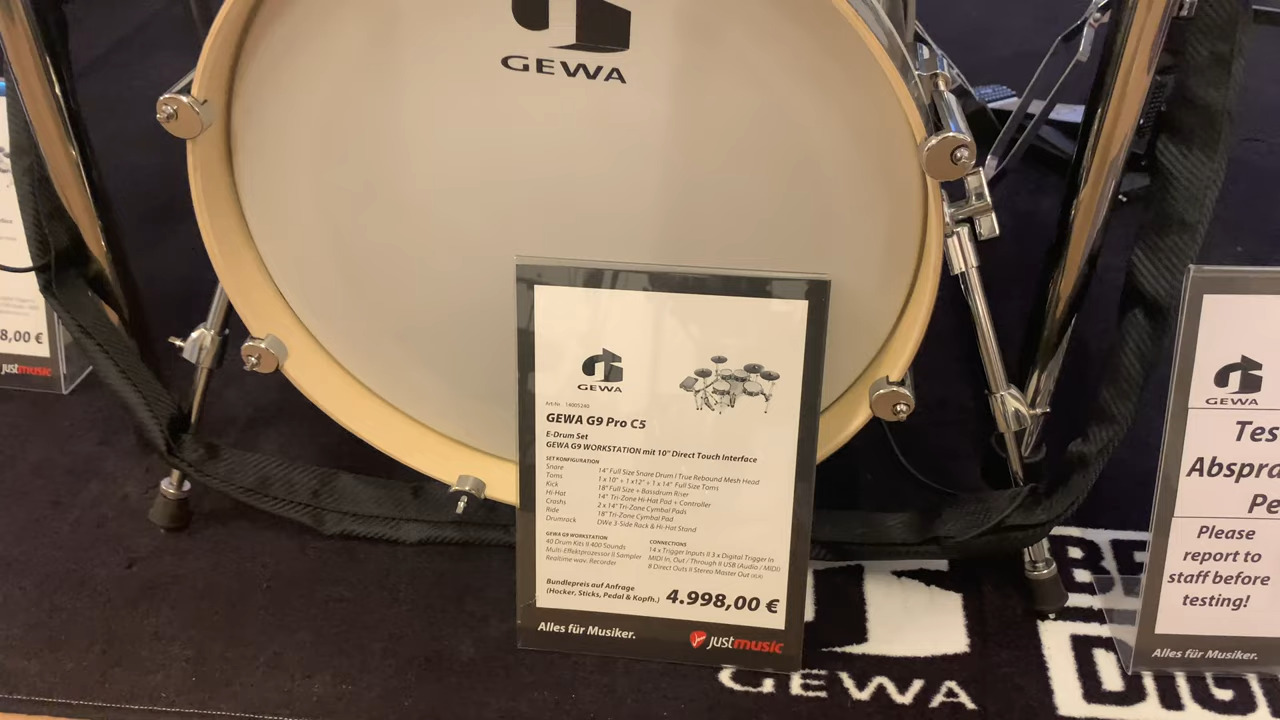 GEWA
GEWA
Art-Nr. 14005240
GEWA G9 Pro C5
E-Drum Set
GEWA G9 WORKSTATION mit 10" Direct Touch Interface
SET KONFIGURATION
Snare 14" Full Size Snare Drum I True Rebound Mesh Head
Toms 1 x 10" + 1 x12" + 1 x 14" Full Size Toms
Kick 18" Full Size + Bassdrum Riser
Hi-Hat 14" Tri-Zone Hi-Hat Pad + Controller
Crashs 2 x 14" Tri-Zone Cymbal Pads
Ride 18" Tri-Zone Cymbal Pad
Drumrack DWe 3-Side Rack & Hi-Hat Stand
GEWA G9 WORKSTATION
40 Drum Kits II 400 Sounds
Multi-Effektprozessor II Sampler
Realtime wav. Recorder
CONNECTIONS
14 x Trigger Inputs II 3 x Digital Trigger In
MIDI In, Out / Through II USB (Audio / MIDI)
8 Direct Outs II Stereo Master Out (XLR)
Bundlepreis auf Anfrage
(Hocker, Sticks, Pedal & Kopfh.)
4.998,00 €
Alles für Musiker.
justmusic
8,00 €
justmusic
GEWA
Tes
Abspra
Pe
Please
report to
staff before
testing!
Alles für Musiker.
GEWA
BE
DIG